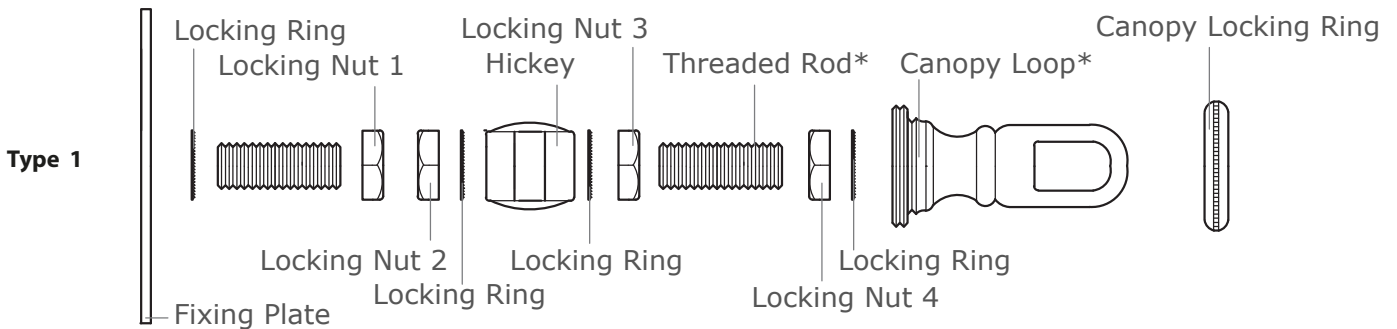 Locking Ring
Locking Nut 1
Locking Nut 3
Hickey
Threaded Rod*
Canopy Loop*
Canopy Locking Ring
Type 1
Locking Nut 2
Locking Ring
Locking Ring
Locking Nut 4
Locking Ring
Fixing Plate